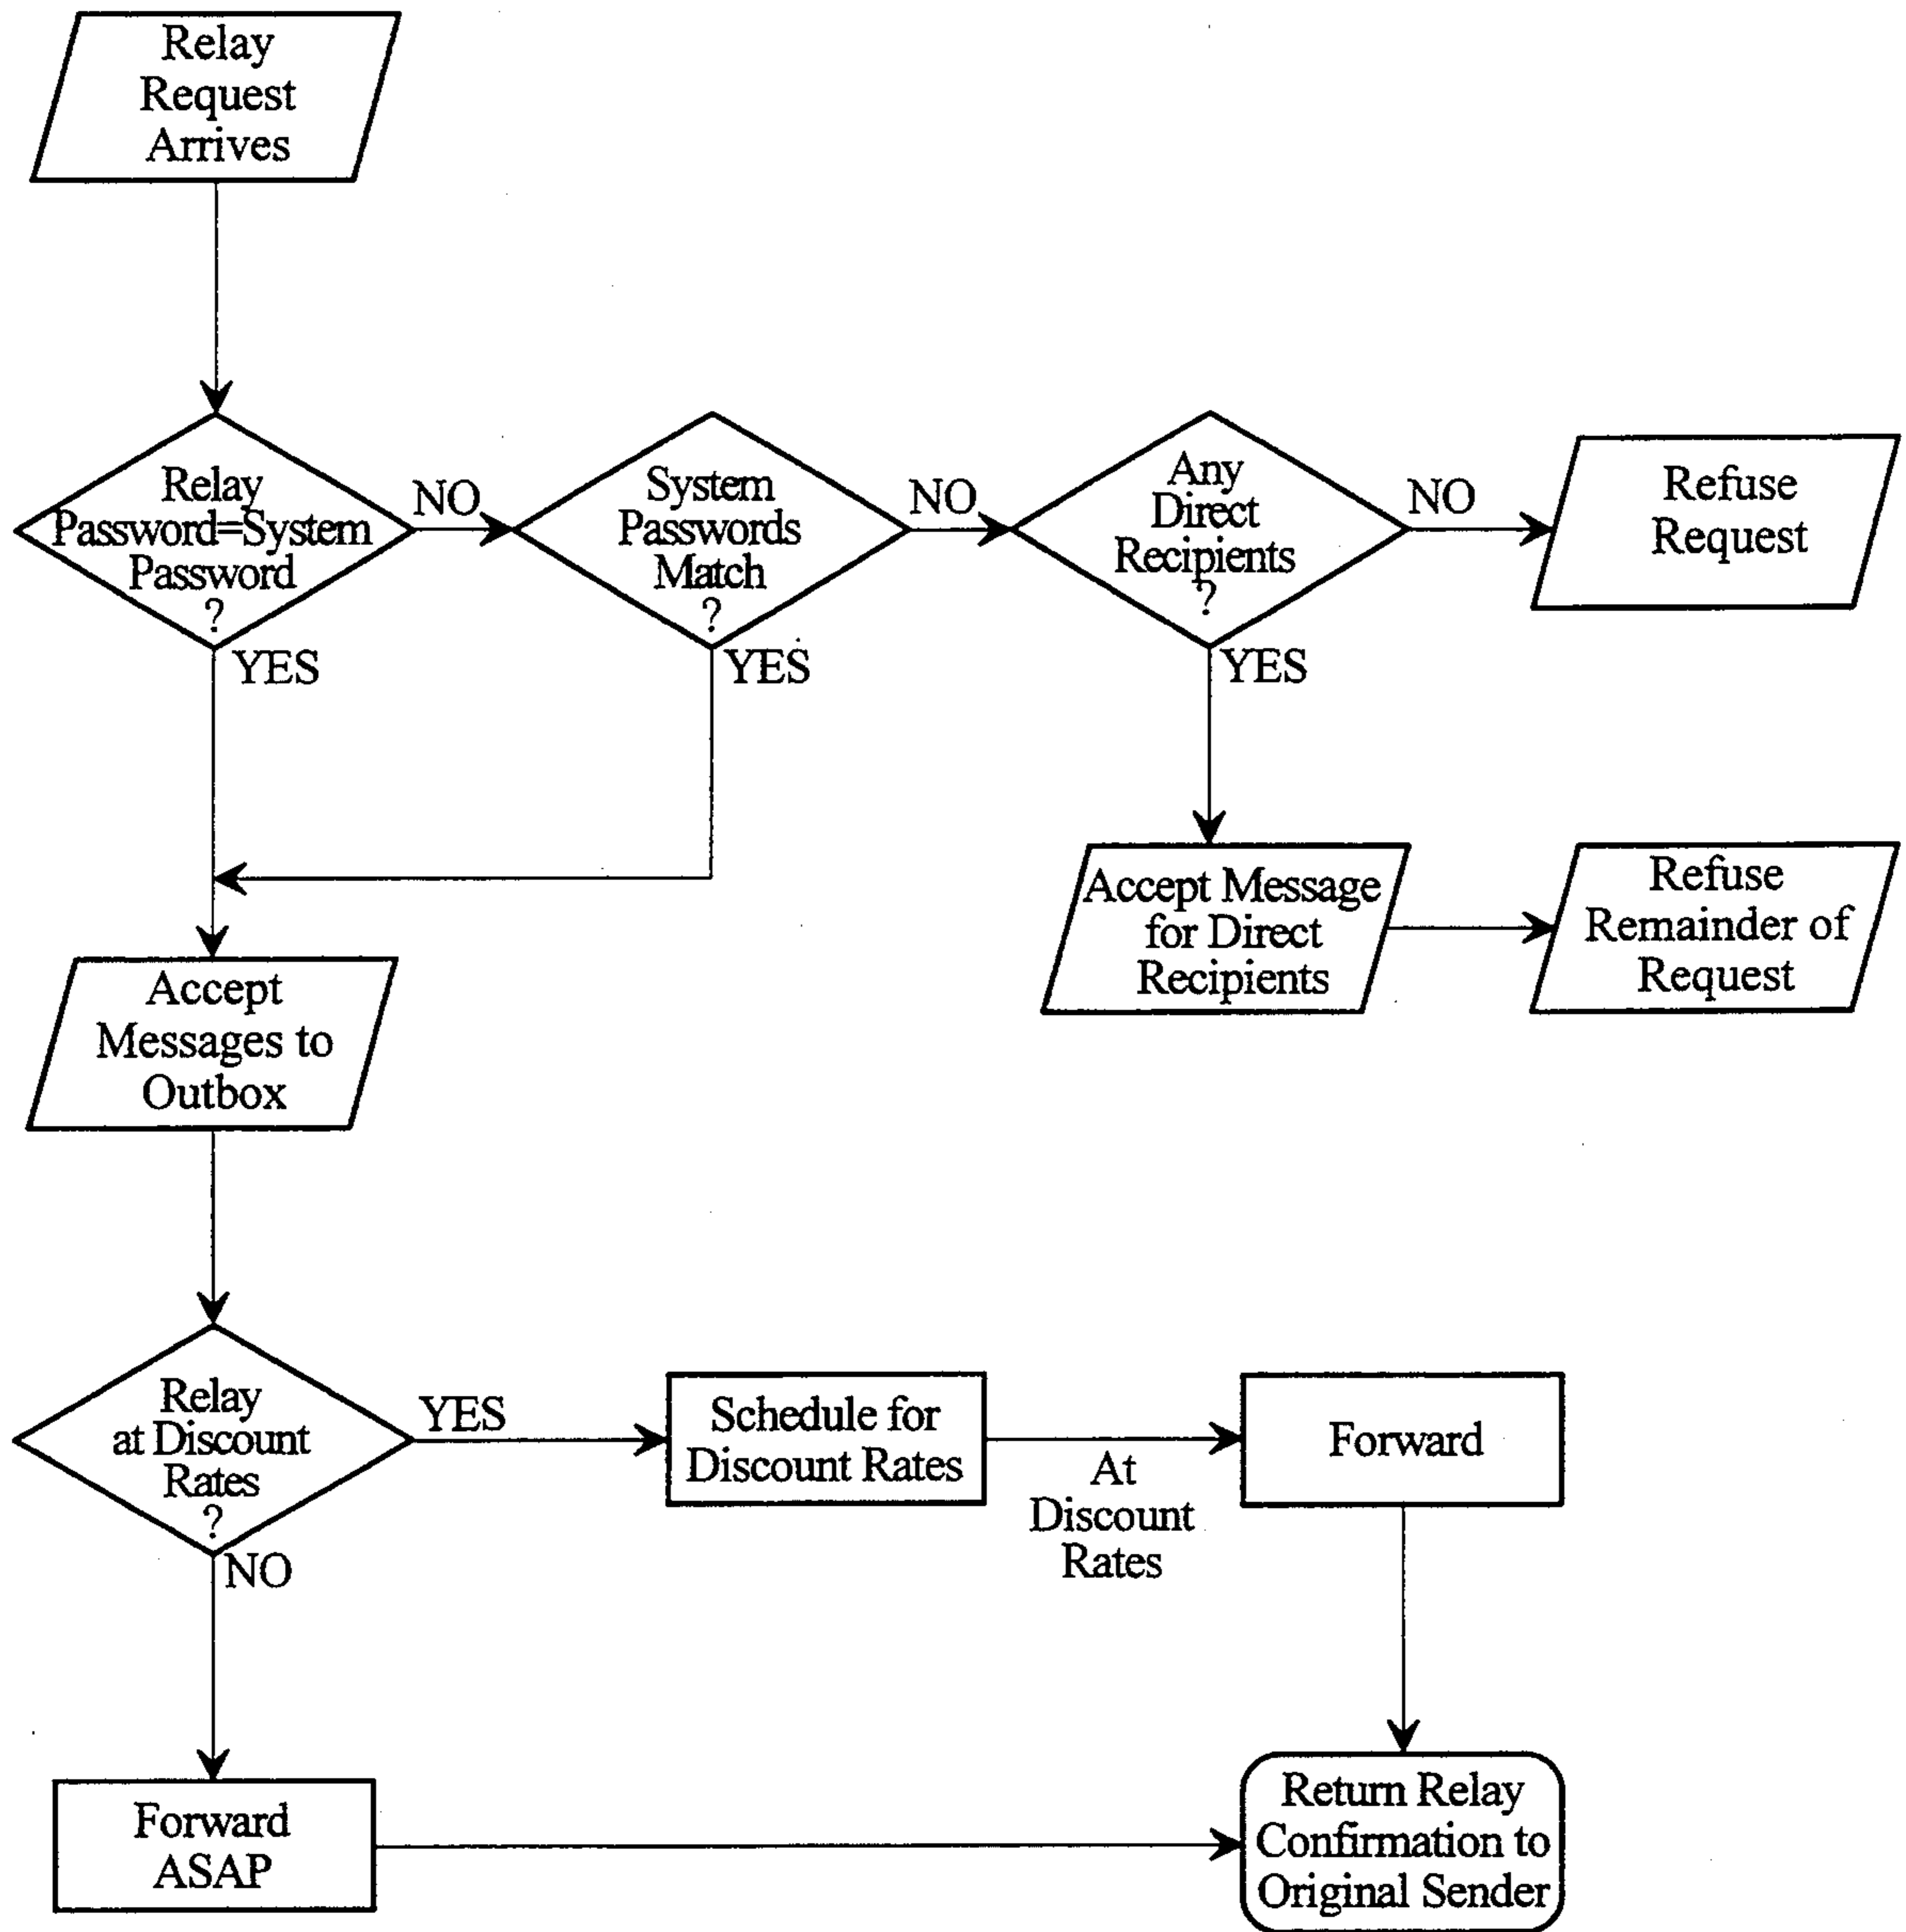 Relay
Request
Arrives
Relay
Password=System
Password
?
NO
System
Passwords
Match
?
NO
Any
Direct
Recipients
?
NO
Refuse
Request
YES
YES
YES
Accept Message
for Direct
Recipients
Refuse
Remainder of
Request
Accept
Messages to
Outbox
Relay
at Discount
Rates
?
YES
Schedule for
Discount Rates
At
Discount
Rates
Forward
NO
Forward
ASAP
Return Relay
Confirmation to
Original Sender